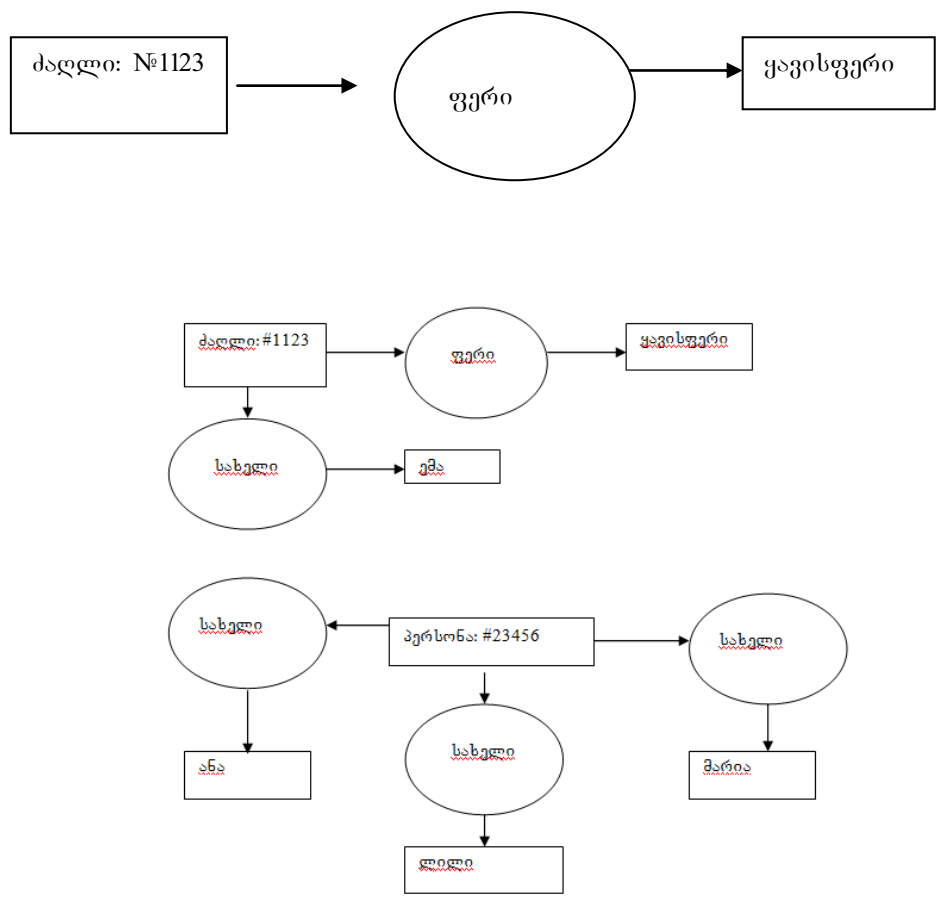 ძაღლი: №1123
ფერი
ყავისფერი
ძაღლი: #1123
ფერი
ყავისფერი
სახელი
ემა
სახელი
პერსონა: #23456
სახელი
სახელი
ანა
მარია
ლილი